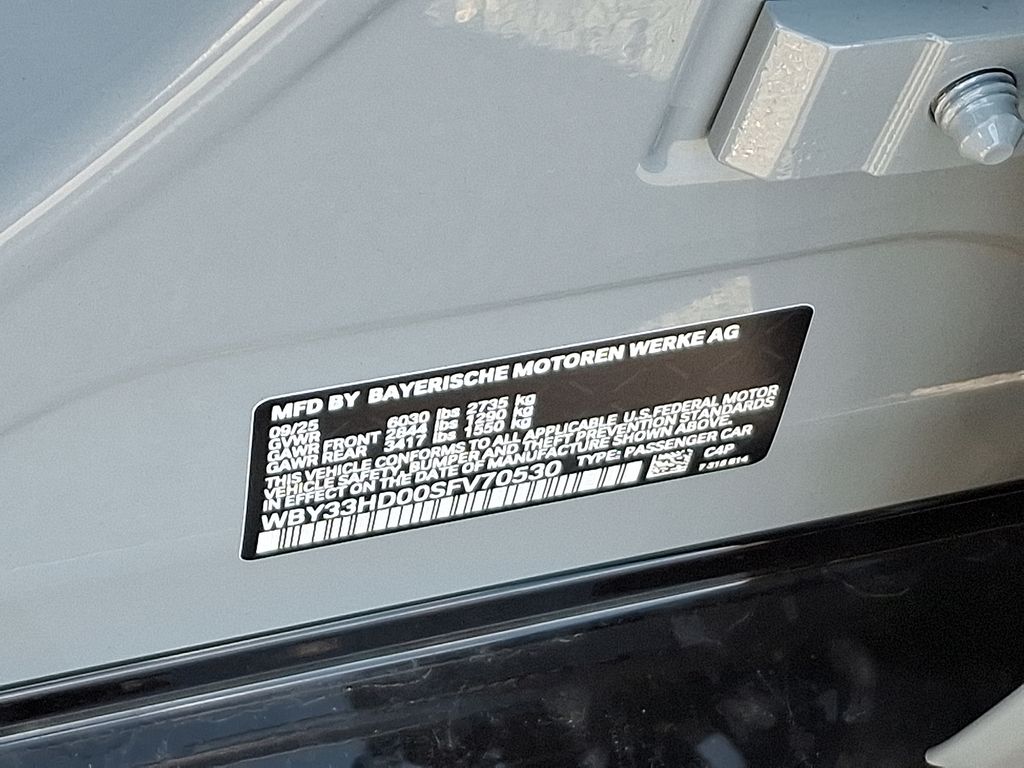 MFD BY BAYERISCHE MOTOREN WERKE AG
09/25
GVWR 6030 lbs 2735 kg
GAWR FRONT 2844 lbs 1290 kg
GAWR REAR 3417 lbs 1550 kg
THIS VEHICLE CONFORMS TO ALL APPLICABLE U.S.FEDERAL MOTOR
VEHICLE SAFETY, BUMPER AND THEFT PREVENTION STANDARDS
IN EFFECT ON THE DATE OF MANUFACTURE SHOWN ABOVE.
WBY33HD00SFV70530 TYPE: PASSENGER CAR
C4P